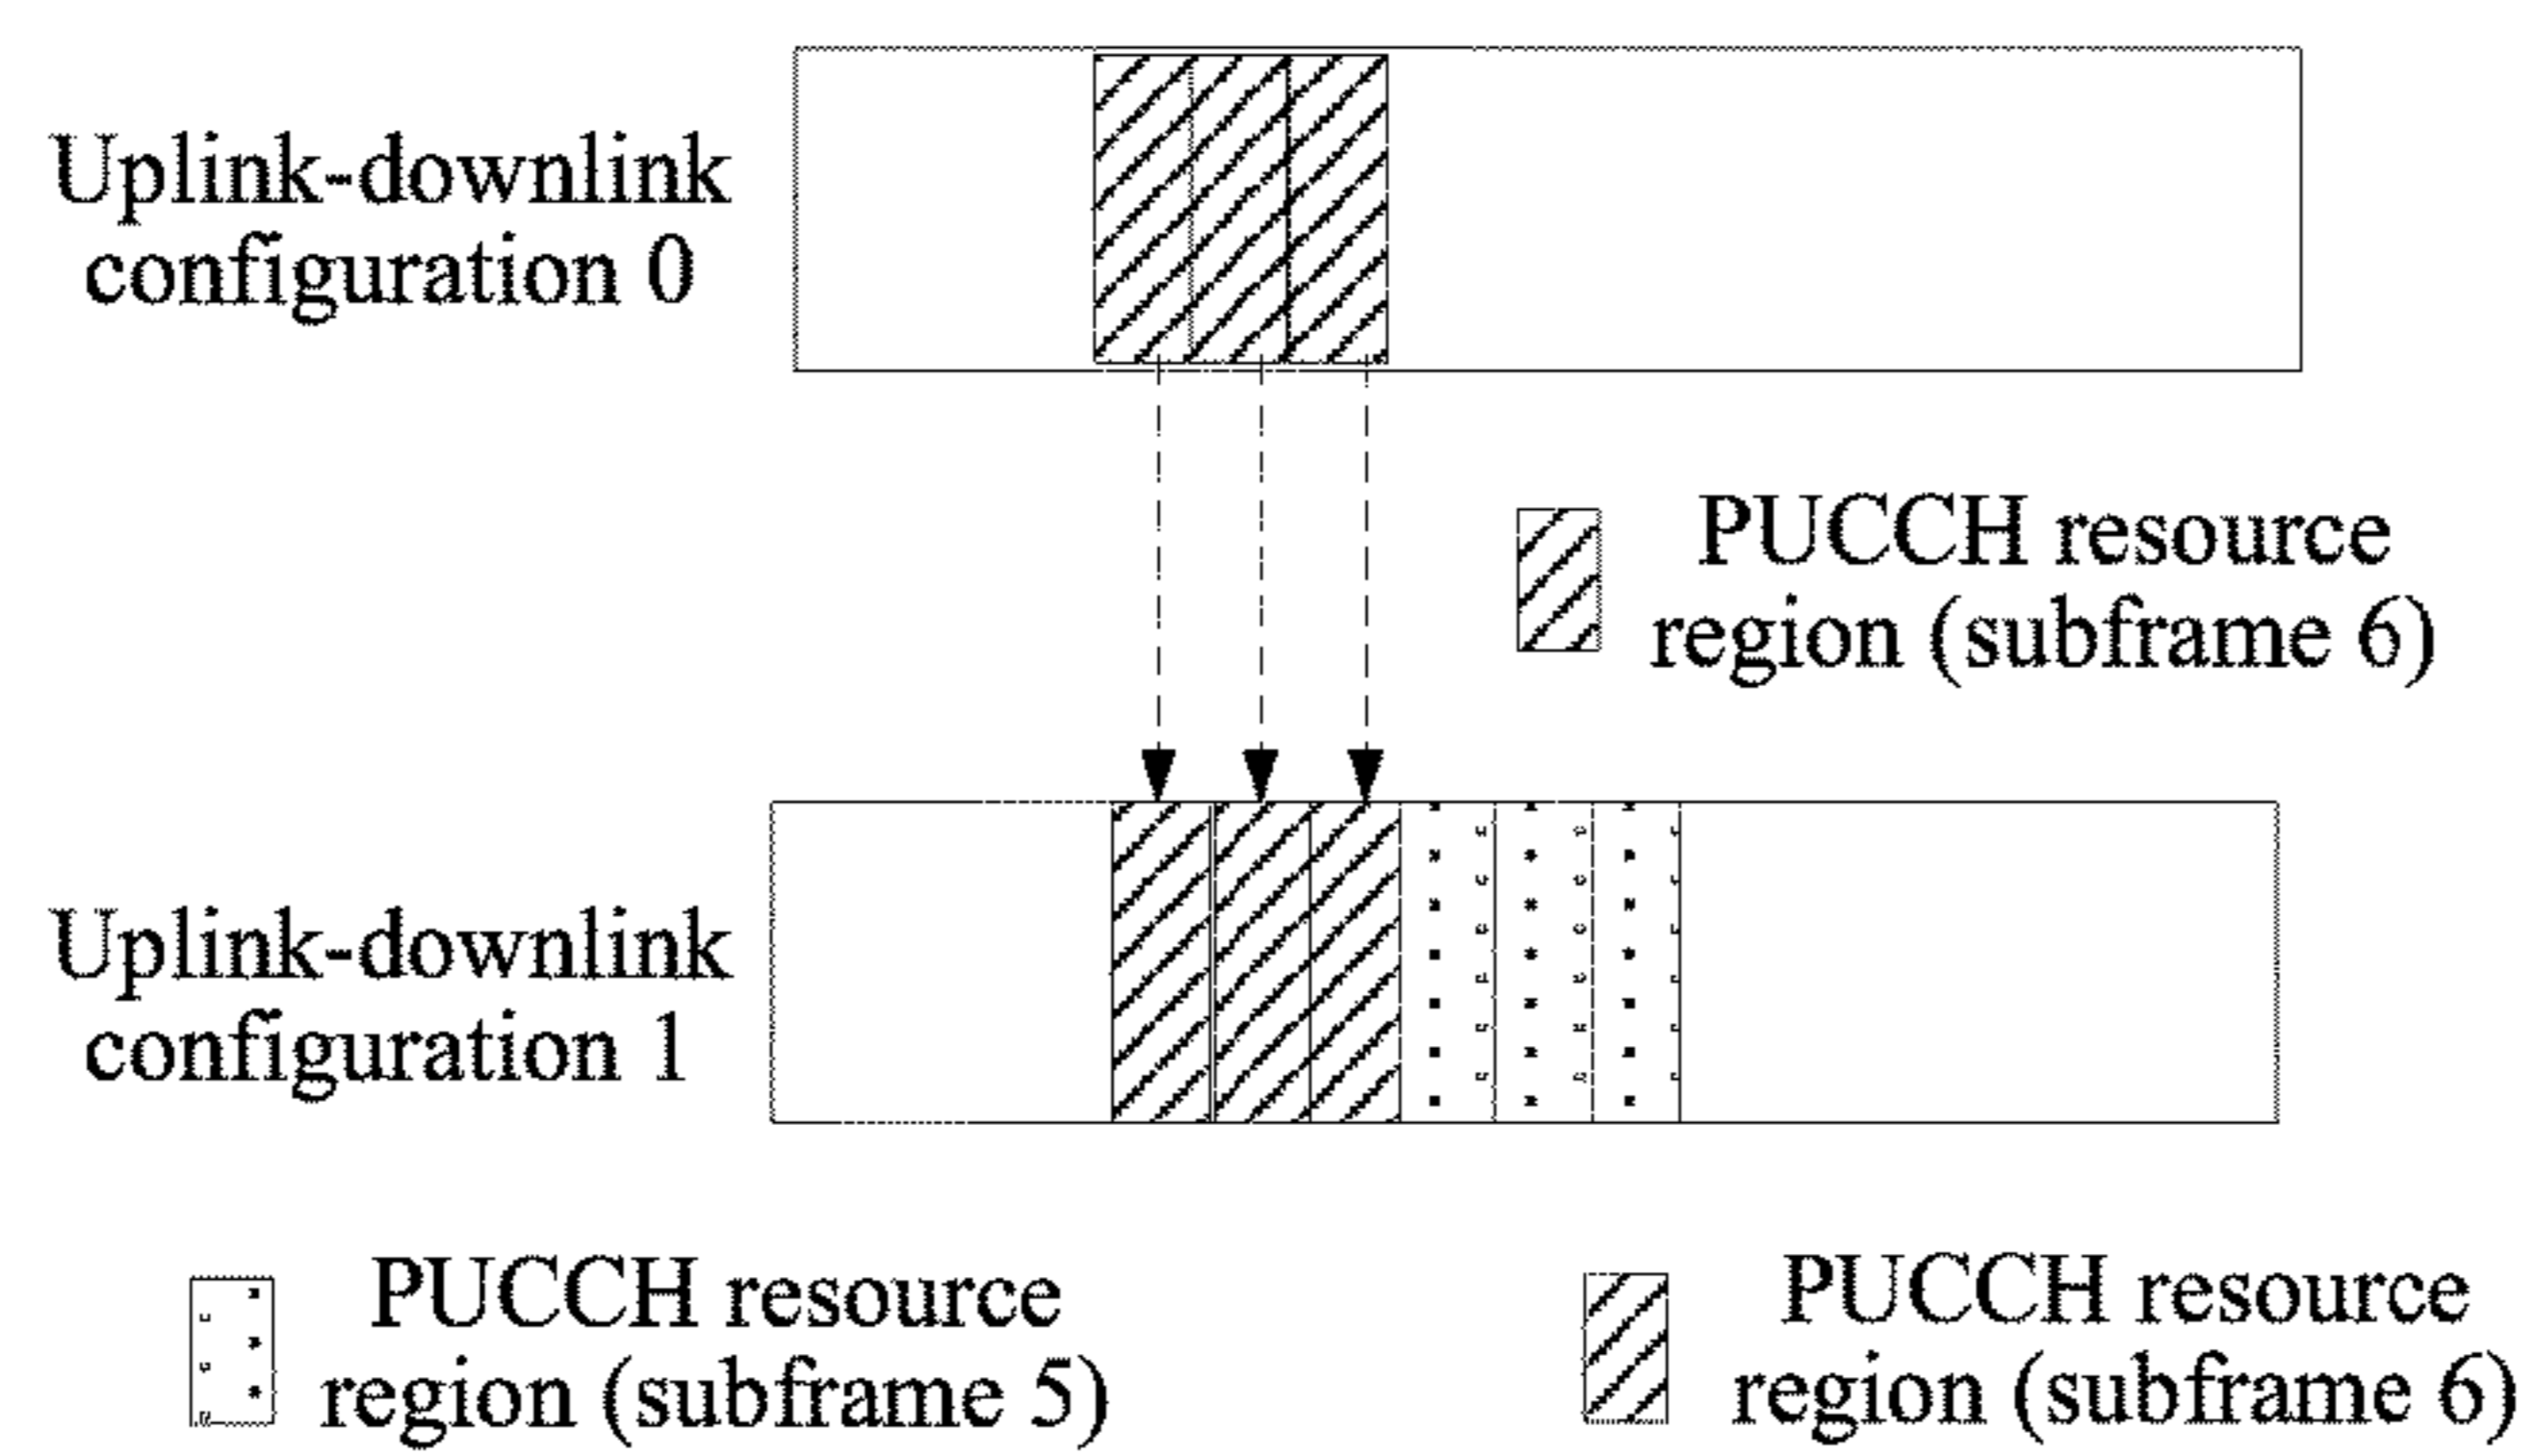 Uplink-downlink
configuration 0
PUCCH resource
region (subframe 6)
Uplink-downlink
configuration 1
PUCCH resource
region (subframe 5)
PUCCH resource
region (subframe 6)